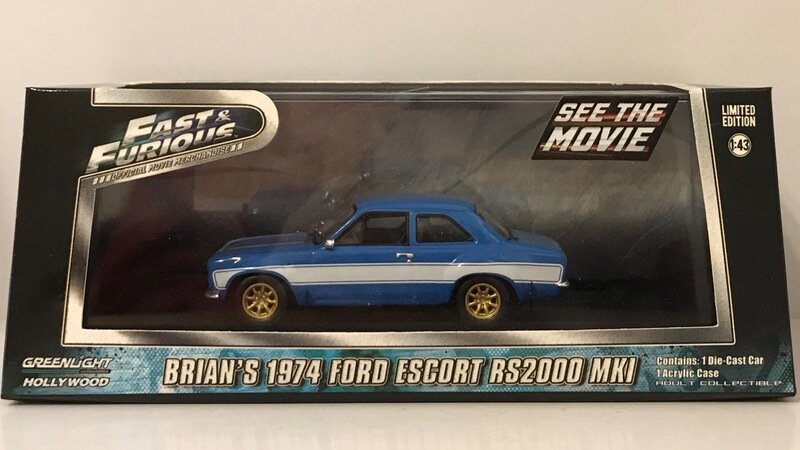 FAST &
FURIOUS
OFFICIAL MOVIE MERCHANDISE
SEE THE
MOVIE
LIMITED
EDITION
1:43
GREENLIGHT
HOLLYWOOD
BRIAN'S 1974 FORD ESCORT RS2000 MKI
Contains: 1 Die-Cast Car
1 Acrylic Case
ADULT COLLECTIBLE